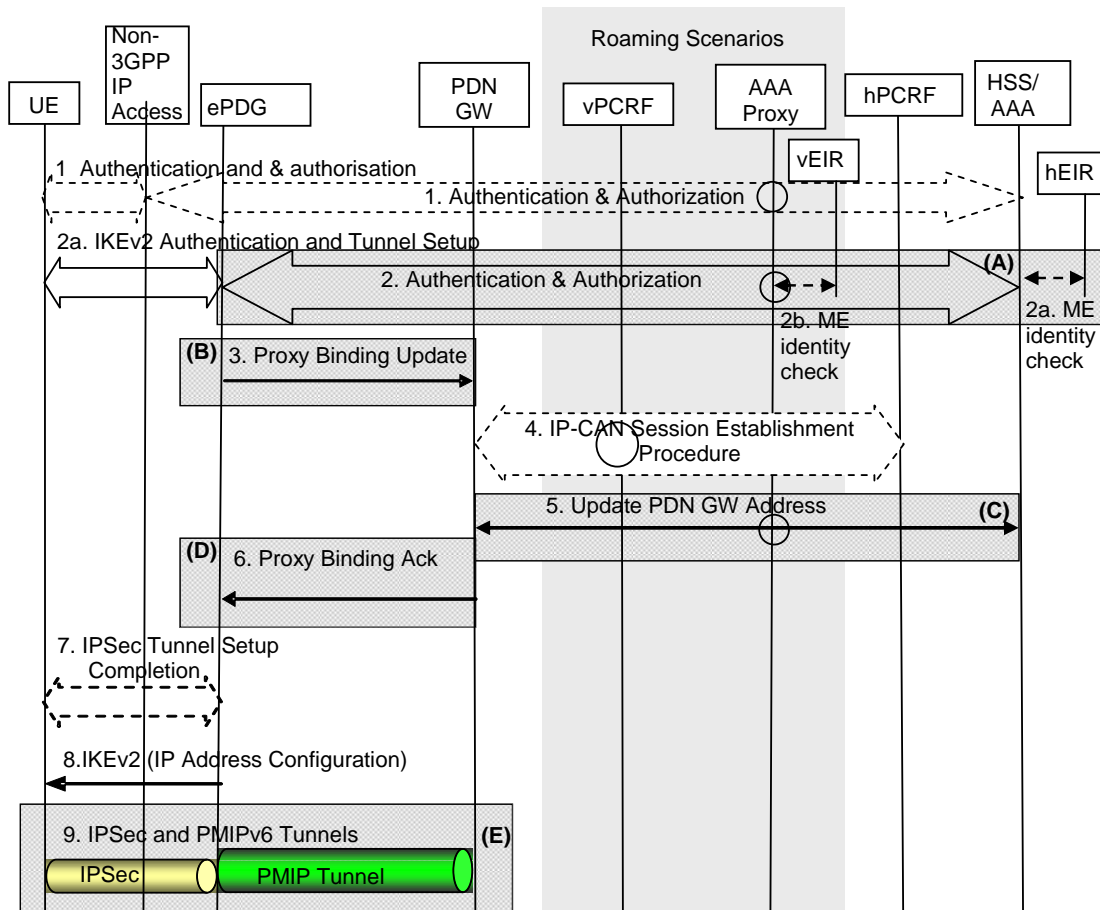 Roaming Scenarios
UE
Non-
3GPP
IP
Access
ePDG
PDN
GW
vPCRF
AAA
Proxy
hPCRF
HSS/
AAA
vEIR
hEIR
1 Authentication and & authorisation
1. Authentication & Authorization
2a. IKEv2 Authentication and Tunnel Setup
2. Authentication & Authorization
(A)
2b. ME
identity
check
2a. ME
identity
check
(B)
3. Proxy Binding Update
4. IP-CAN Session Establishment
Procedure
5. Update PDN GW Address
(C)
(D)
6. Proxy Binding Ack
7. IPSec Tunnel Setup
Completion
8.IKEv2 (IP Address Configuration)
9. IPSec and PMIPv6 Tunnels
(E)
IPSec
PMIP Tunnel